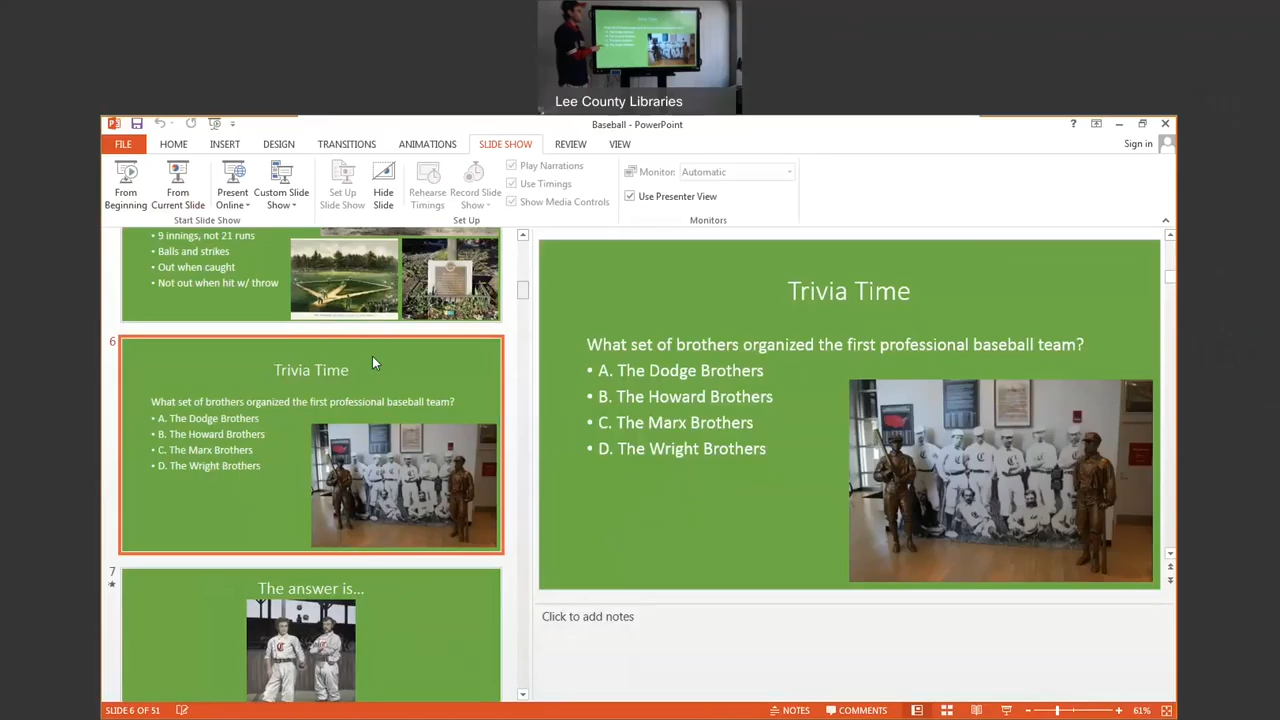 Lee County Libraries
Baseball - PowerPoint
?
FILE HOME INSERT DESIGN TRANSITIONS ANIMATIONS SLIDE SHOW REVIEW VIEW Sign in
From Beginning
From Current Slide
Present Online
Custom Slide Show
Set Up Slide Show
Hide Slide
Rehearse Timings
Record Slide Show
Play Narrations
Use Timings
Show Media Controls
Monitor: Automatic
Use Presenter View
Start Slide Show
Set Up
Monitors
• 9 innings, not 21 runs
• Balls and strikes
• Out when caught
• Not out when hit w/ throw
6
Trivia Time
What set of brothers organized the first professional baseball team?
• A. The Dodge Brothers
• B. The Howard Brothers
• C. The Marx Brothers
• D. The Wright Brothers
7
The answer is...
Trivia Time
What set of brothers organized the first professional baseball team?
• A. The Dodge Brothers
• B. The Howard Brothers
• C. The Marx Brothers
• D. The Wright Brothers
Click to add notes
SLIDE 6 OF 51
NOTES COMMENTS 61%